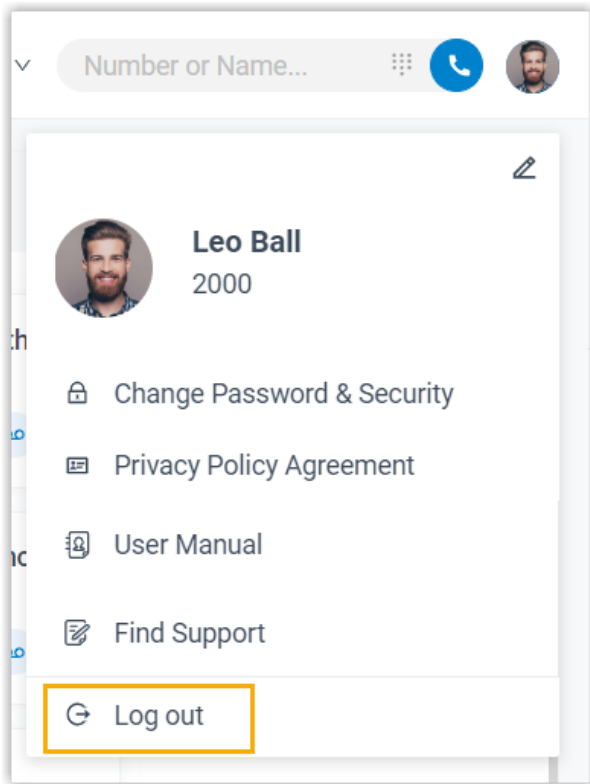 Number or Name...
Leo Ball
2000
Change Password & Security
Privacy Policy Agreement
User Manual
Find Support
Log out